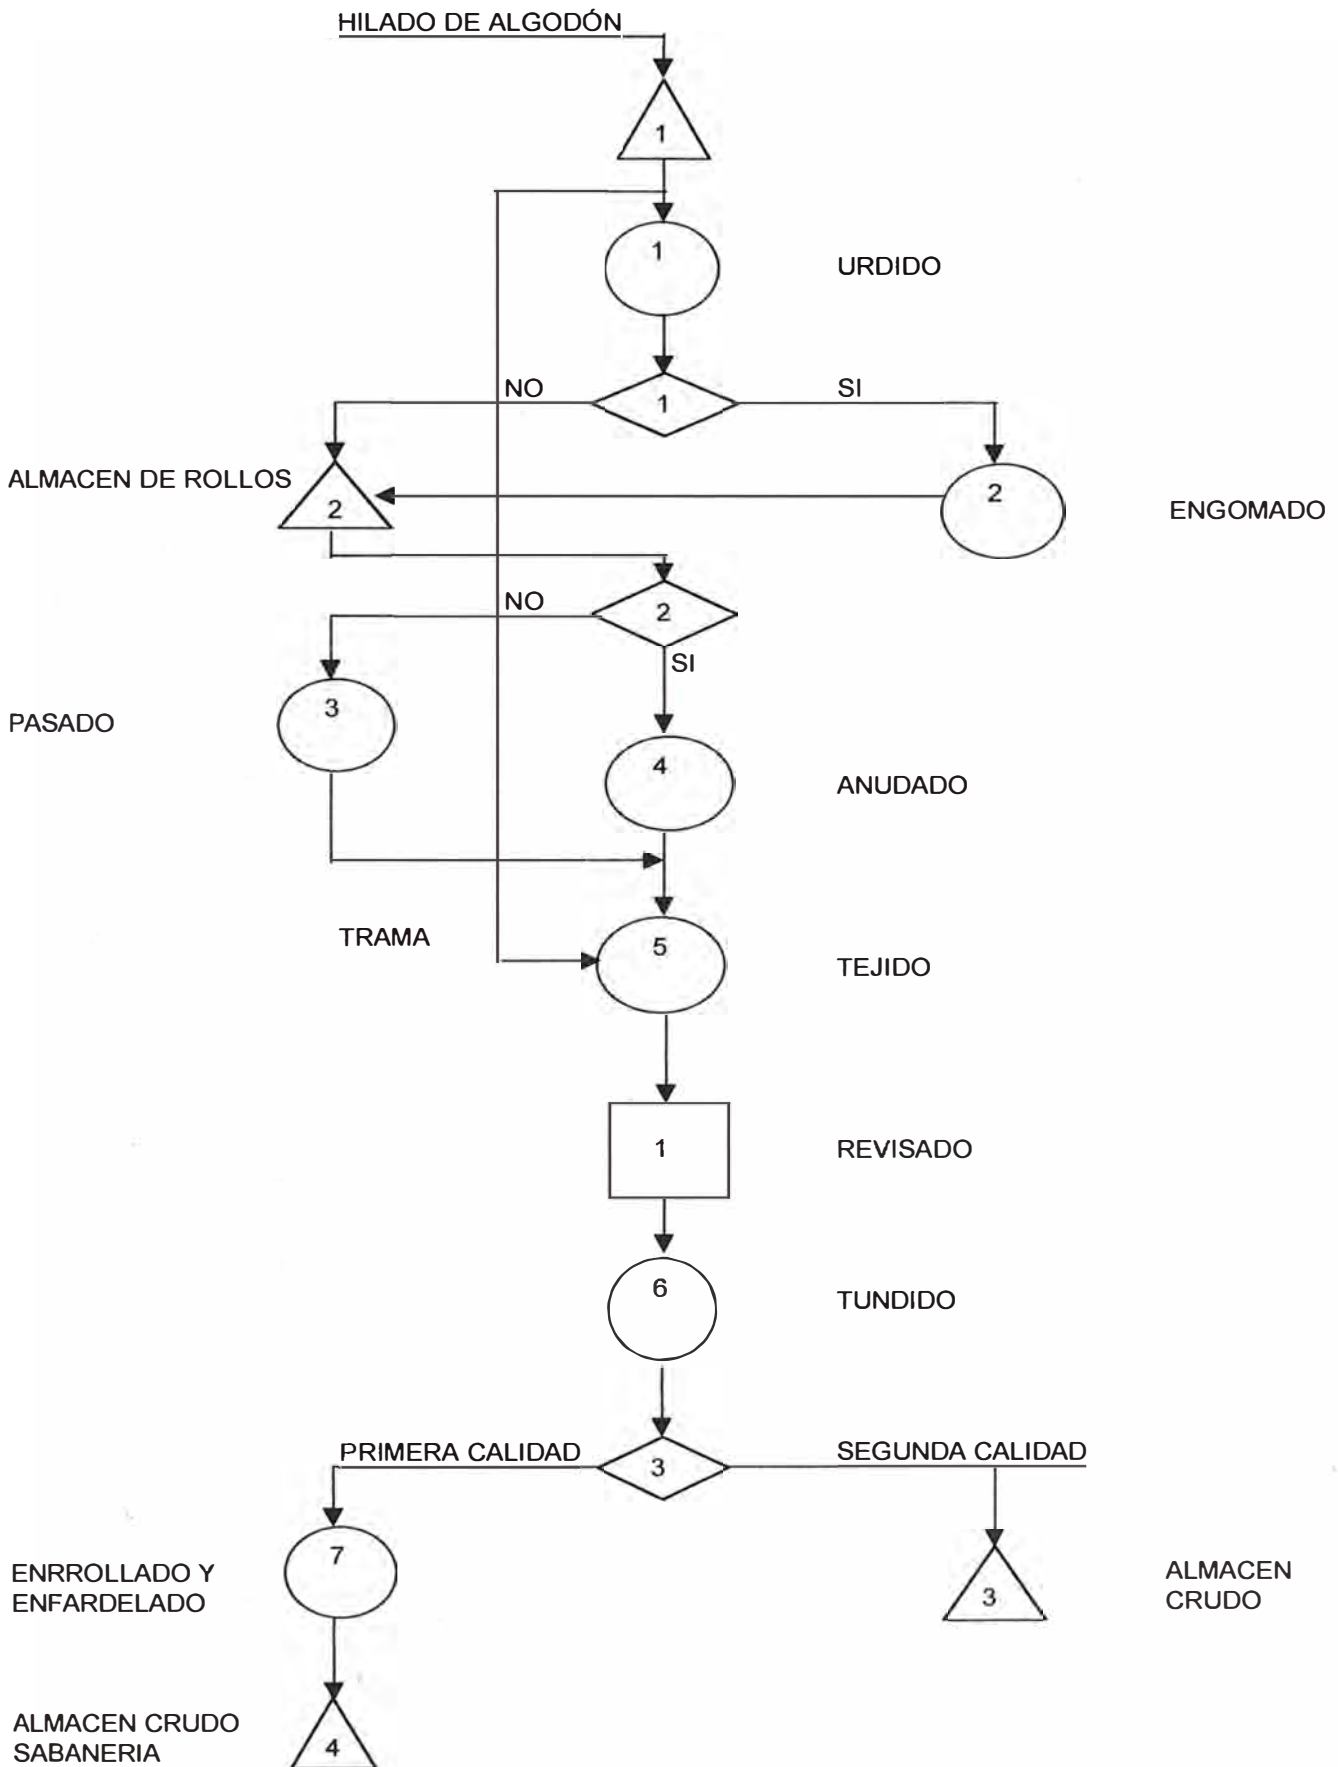 HILADO DE ALGODÓN
1
1
URDIDO
NO
1
SI
ALMACEN DE ROLLOS
2
2
ENGOMADO
NO
2
SI
PASADO
3
4
ANUDADO
TRAMA
5
TEJIDO
1
REVISADO
6
TUNDIDO
PRIMERA CALIDAD
3
SEGUNDA CALIDAD
7
ENRROLLADO Y
ENFARDELADO
3
ALMACEN
CRUDO
ALMACEN CRUDO
SABANERIA
4